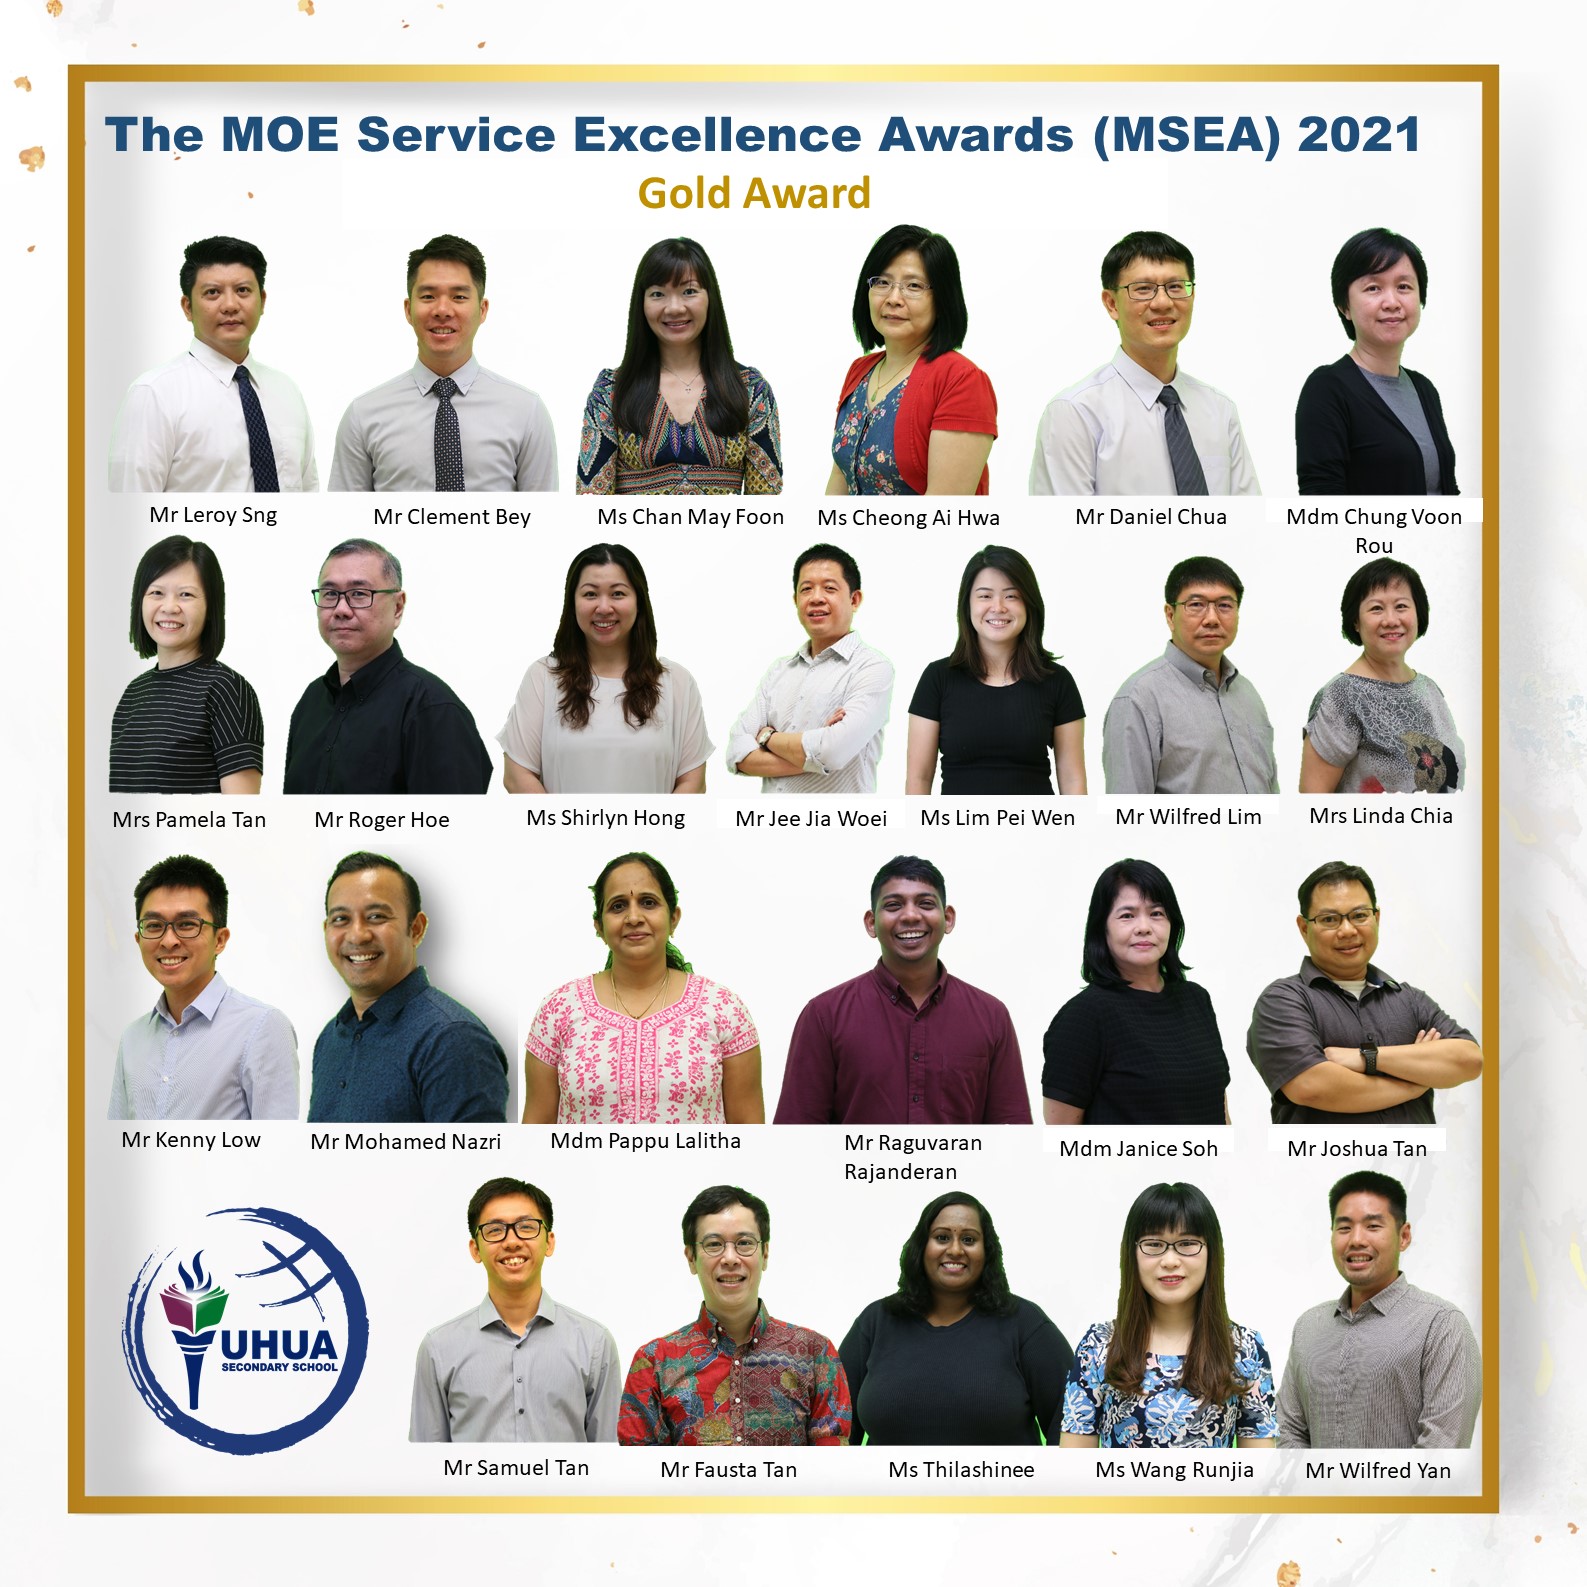 The MOE Service Excellence Awards (MSEA) 2021
Gold Award
Mr Leroy Sng
Mr Clement Bey
Ms Chan May Foon
Ms Cheong Ai Hwa
Mr Daniel Chua
Mdm Chung Voon
Rou
Mrs Pamela Tan
Mr Roger Hoe
Ms Shirlyn Hong
Mr Jee Jia Woei
Ms Lim Pei Wen
Mr Wilfred Lim
Mrs Linda Chia
Mr Kenny Low
Mr Mohamed Nazri
Mdm Pappu Lalitha
Mr Raguvaran
Rajanderan
Mdm Janice Soh
Mr Joshua Tan
YUHUA
SECONDARY SCHOOL
Mr Samuel Tan
Mr Fausta Tan
Ms Thilashinee
Ms Wang Runjia
Mr Wilfred Yan